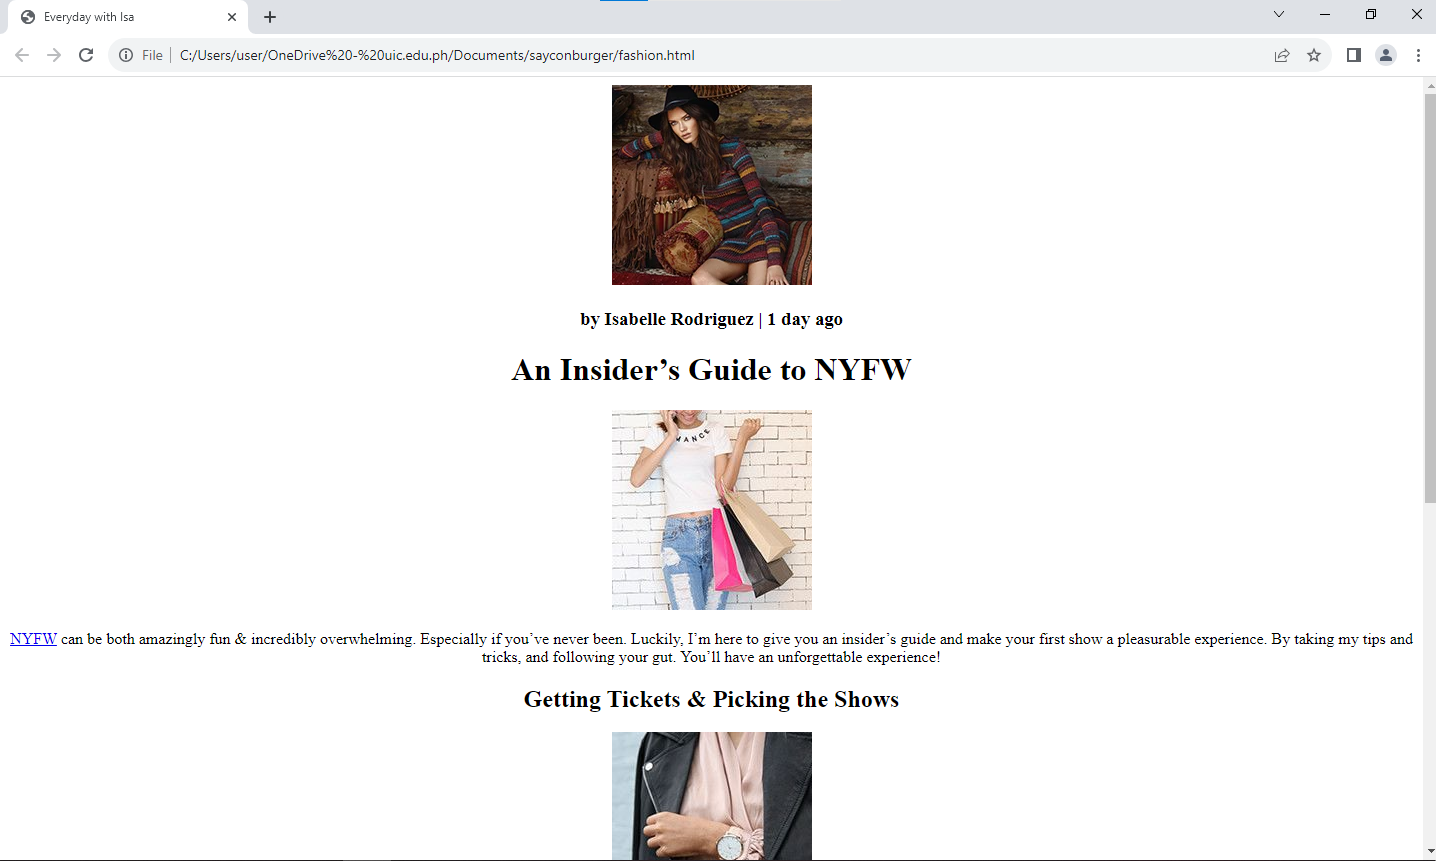 Everyday with Isa
File
C:/Users/user/OneDrive%20-%20uic.edu.ph/Documents/sayconburger/fashion.html
by Isabelle Rodriguez | 1 day ago
An Insider’s Guide to NYFW
MANCE
NYFW can be both amazingly fun & incredibly overwhelming. Especially if you’ve never been. Luckily, I’m here to give you an insider’s guide and make your first show a pleasurable experience. By taking my tips and
tricks, and following your gut. You’ll have an unforgettable experience!
Getting Tickets & Picking the Shows